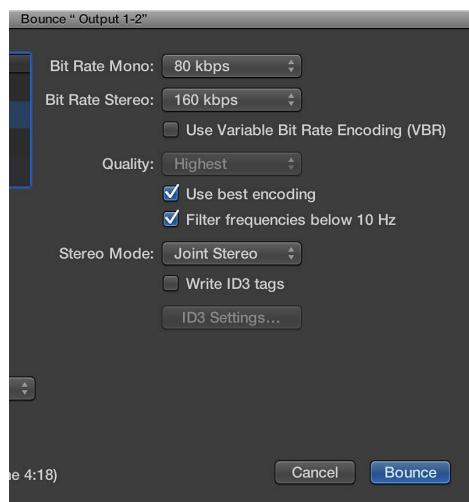 Bounce “ Output 1-2”
Bit Rate Mono: 80 kbps
Bit Rate Stereo: 160 kbps
Use Variable Bit Rate Encoding (VBR)
Quality: Highest
Use best encoding
Filter frequencies below 10 Hz
Stereo Mode: Joint Stereo
Write ID3 tags
ID3 Settings...
4:18)
Cancel Bounce